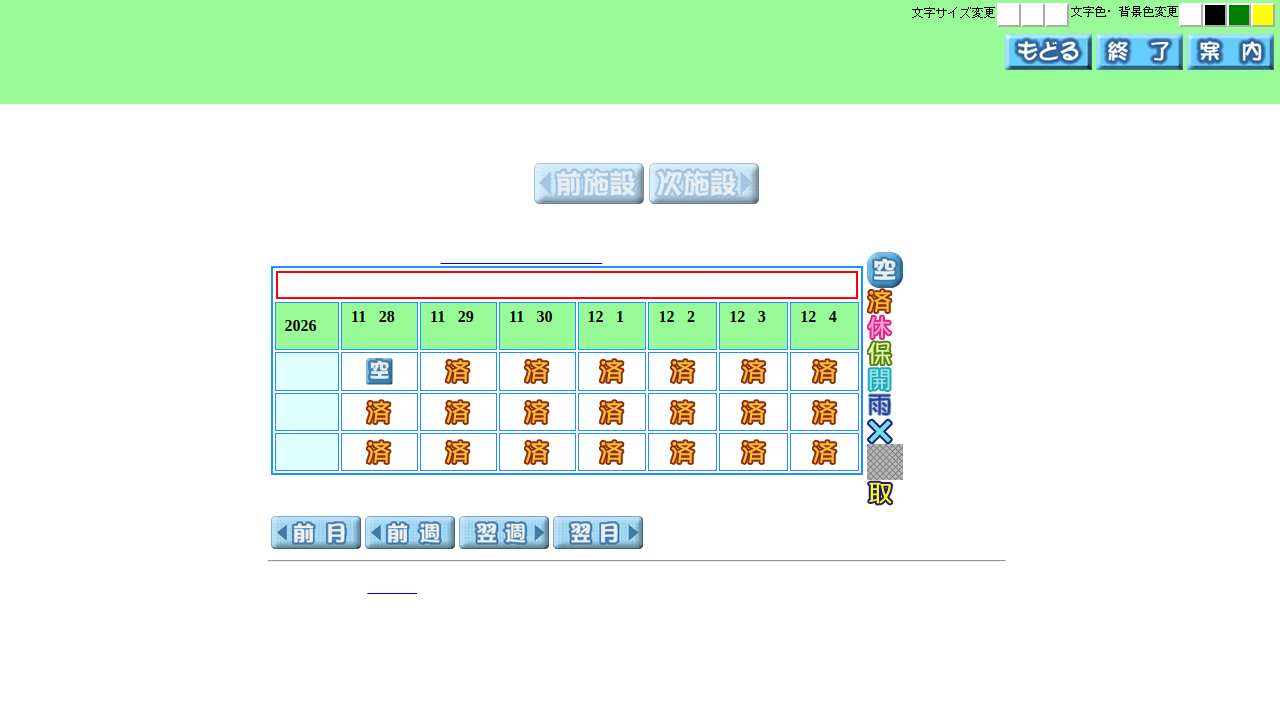 文字サイズ変更 文字色・背景色変更
もどる 終了 案内
前施設 次施設
空
済
休
保
開
雨
取
2026 11 28 11 29 11 30 12 1 12 2 12 3 12 4
空 済 済 済 済 済 済
済 済 済 済 済 済 済
済 済 済 済 済 済 済
前月 前週 翌週 翌月